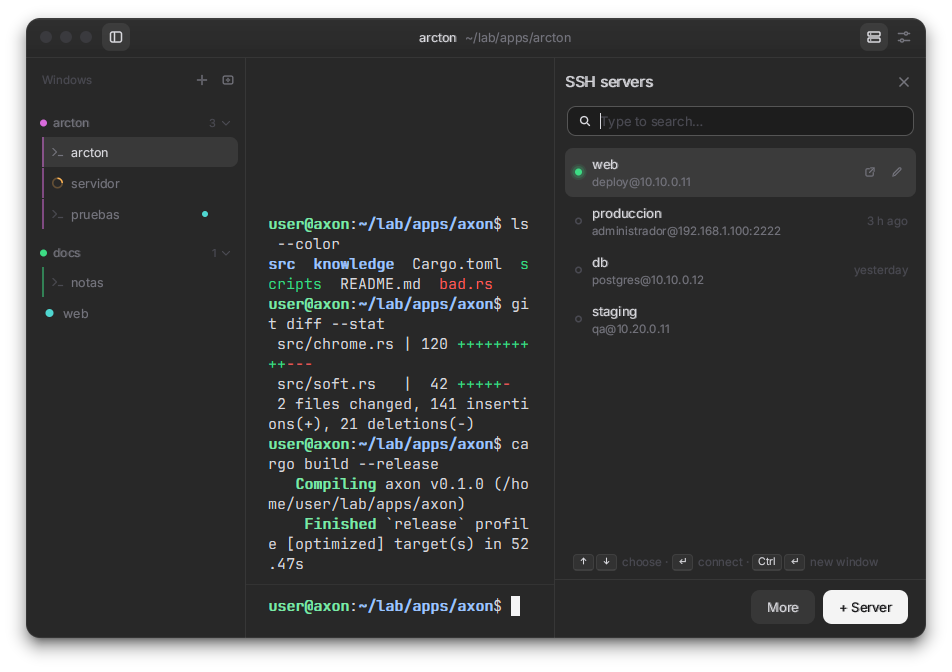 arcton ~/lab/apps/arcton
Windows
arcton 3
>_ arcton
servidor
>_ pruebas
docs 1
>_ notas
web
user@axon:~/lab/apps/axon$ ls
 --color
src  knowledge  Cargo.toml  s
cripts  README.md  bad.rs
user@axon:~/lab/apps/axon$ gi
t diff --stat
 src/chrome.rs | 120 ++++++++
++---
 src/soft.rs   |  42 +++++-
 2 files changed, 141 inserti
ons(+), 21 deletions(-)
user@axon:~/lab/apps/axon$ ca
rgo build --release
   Compiling axon v0.1.0 (/ho
me/user/lab/apps/axon)
    Finished `release` profil
e [optimized] target(s) in 52
.47s
user@axon:~/lab/apps/axon$
SSH servers
Type to search...
web
deploy@10.10.0.11
produccion
administrador@192.168.1.100:2222
3 h ago
db
postgres@10.10.0.12
yesterday
staging
qa@10.20.0.11
↑ ↓ choose · ↵ connect · Ctrl ↵ new window
More
+ Server